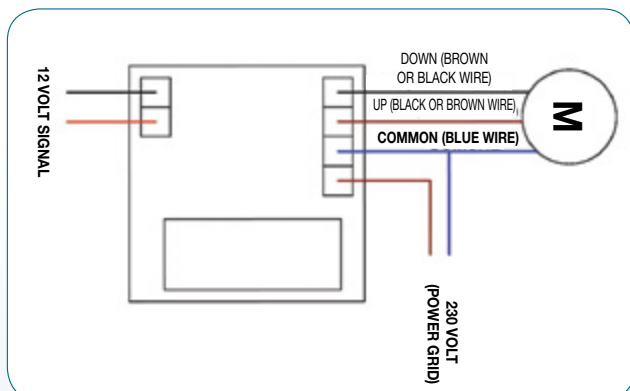 12 VOLT SIGNAL
DOWN (BROWN
OR BLACK WIRE)
UP (BLACK OR BROWN WIRE)
COMMON (BLUE WIRE)
M
230 VOLT
(POWER GRID)